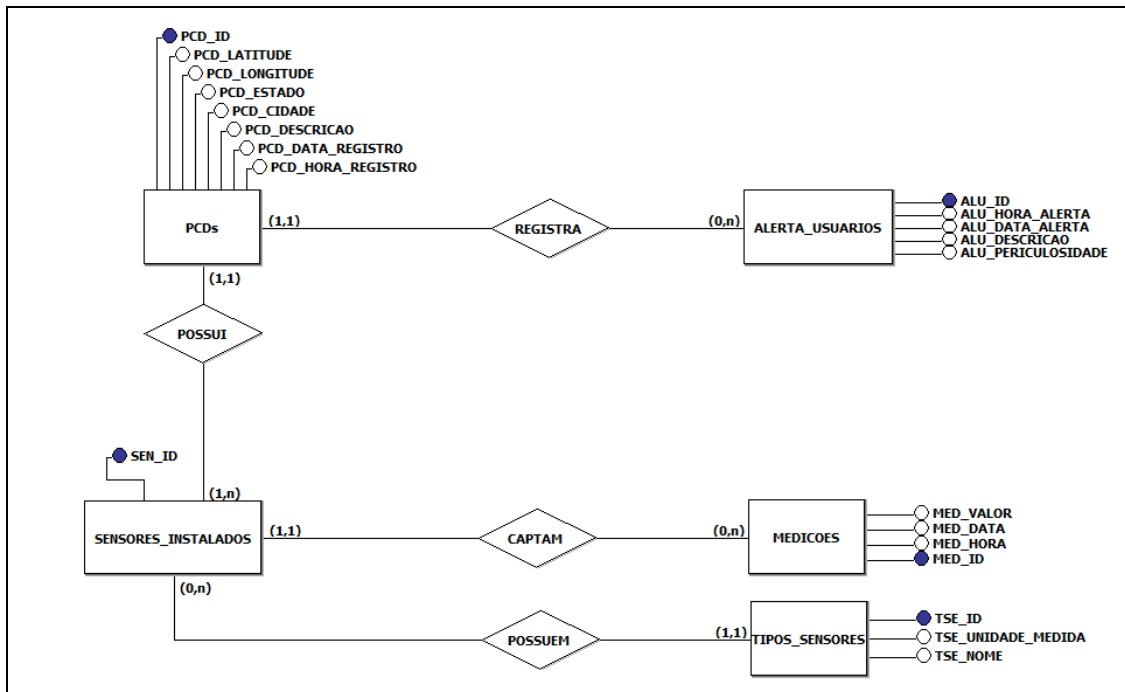 PCD_ID
PCD_LATITUDE
PCD_LONGITUDE
PCD_ESTADO
PCD_CIDADE
PCD_DESCRICAO
PCD_DATA_REGISTRO
PCD_HORA_REGISTRO
PCDs
(1,1)
REGISTRA
(0,n)
ALERTA_USUARIOS
ALU_ID
ALU_HORA_ALERTA
ALU_DATA_ALERTA
ALU_DESCRICAO
ALU_PERICULOSIDADE
(1,1)
POSSUI
SEN_ID
(1,n)
SENSORES_INSTALADOS
(1,1)
CAPTAM
(0,n)
MEDICOES
MED_VALOR
MED_DATA
MED_HORA
MED_ID
(0,n)
POSSUEM
(1,1)
TIPOS_SENSORES
TSE_ID
TSE_UNIDADE_MEDIDA
TSE_NOME